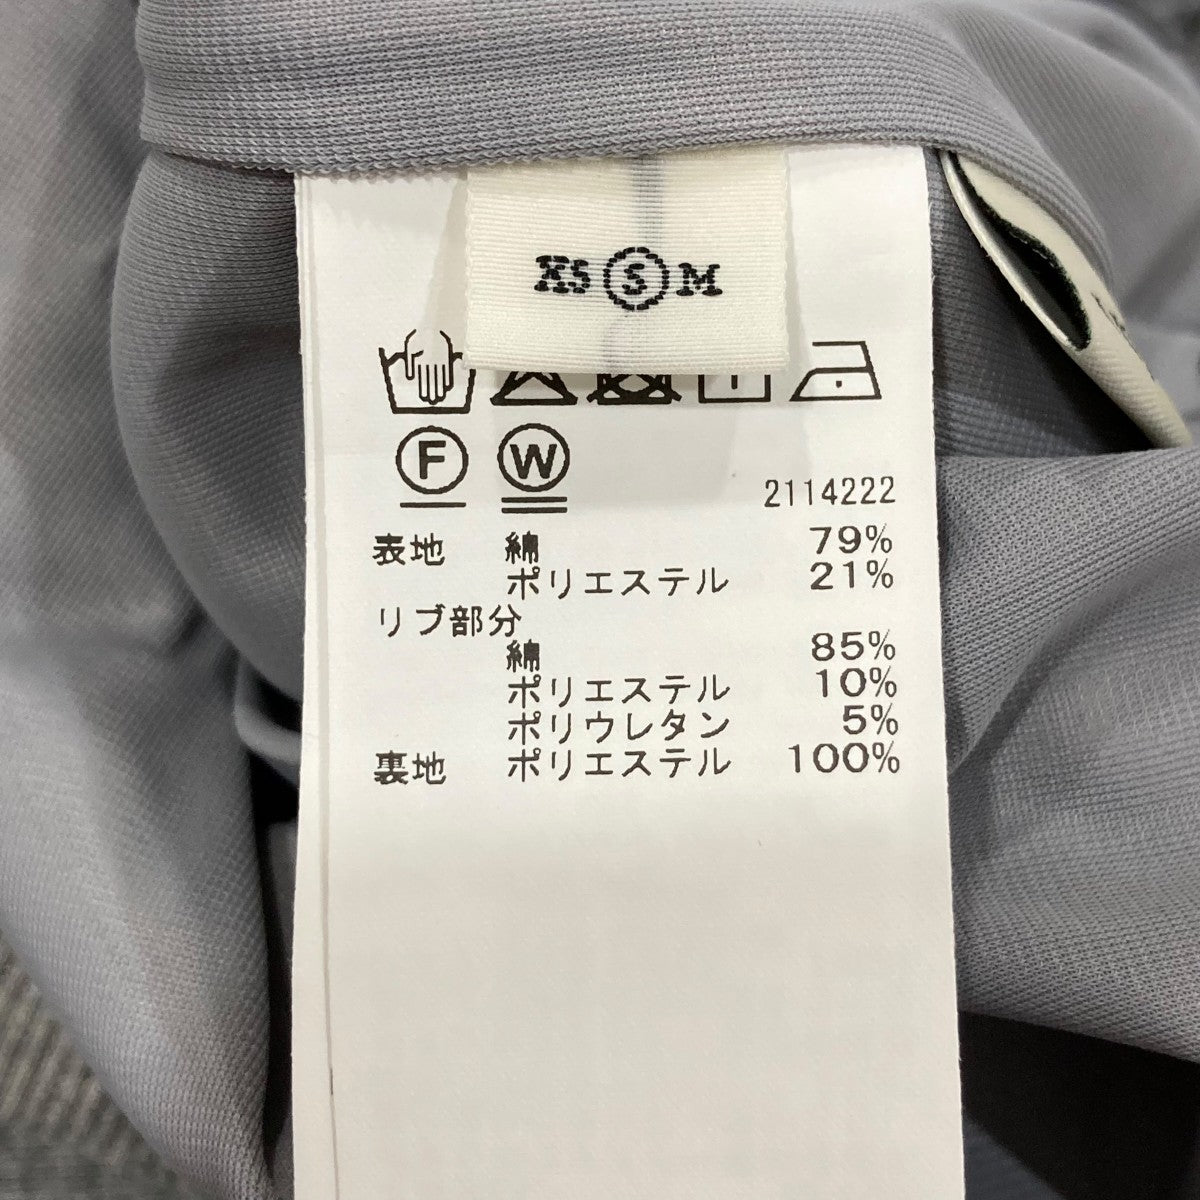 XS S M
F W
2114222
表地 綿 79%
ポリエステル 21%
リブ部分
綿 85%
ポリエステル 10%
ポリウレタン 5%
裏地 ポリエステル 100%